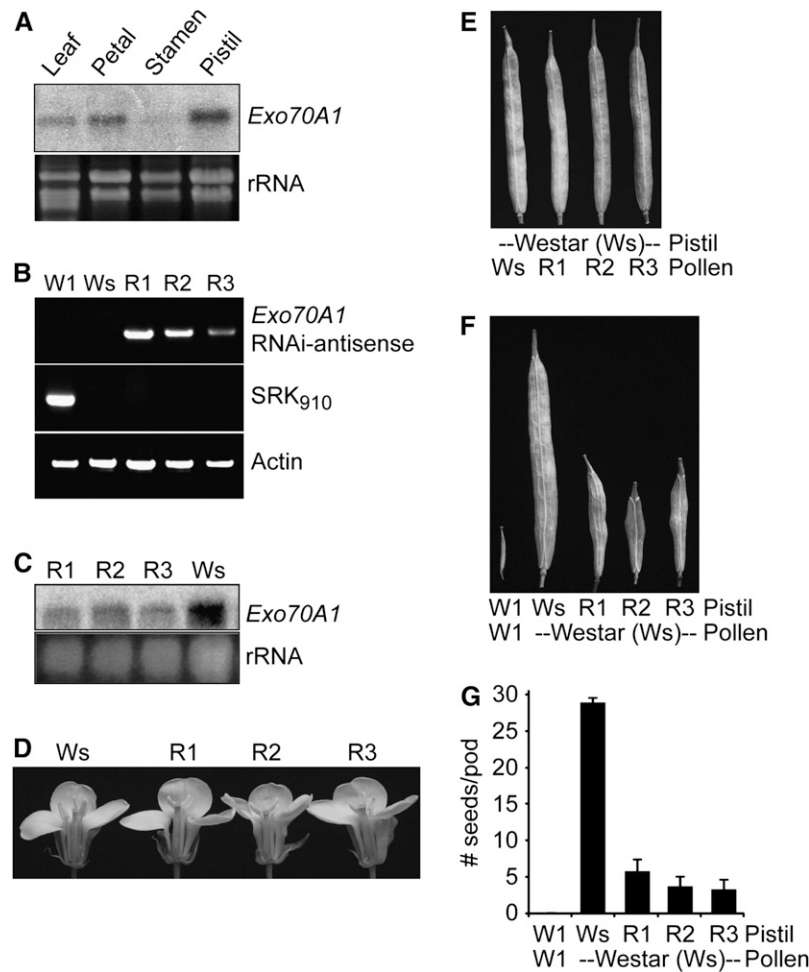 A
Leaf Petal Stamen Pistil
Exo70A1
rRNA
B
W1 Ws R1 R2 R3
Exo70A1
RNAi-antisense
SRK910
Actin
C
R1 R2 R3 Ws
Exo70A1
rRNA
D
Ws R1 R2 R3
E
--Westar (Ws)-- Pistil
Ws R1 R2 R3 Pollen
F
W1 Ws R1 R2 R3 Pistil
W1 --Westar (Ws)-- Pollen
G
# seeds/pod
30
25
20
15
10
5
0
W1 Ws R1 R2 R3 Pistil
W1 --Westar (Ws)-- Pollen